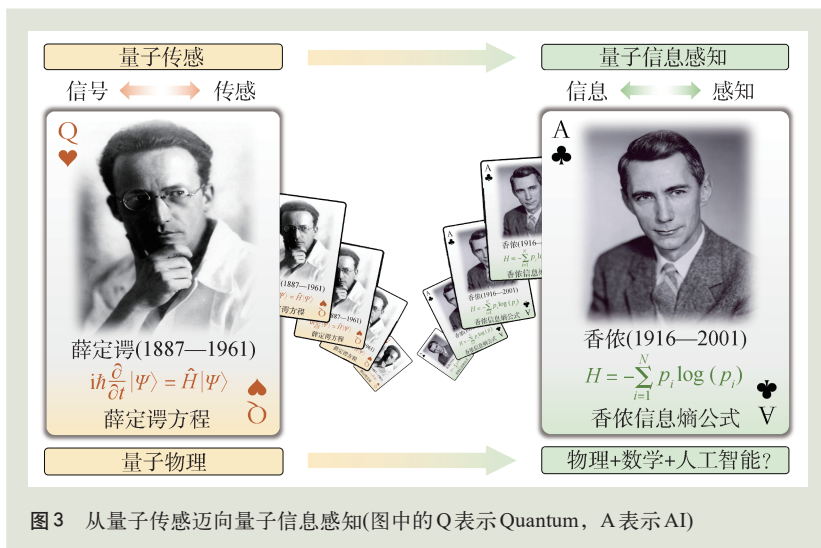 量子传感
量子信息感知
信号 传感
信息 感知
Q
A
薛定谔(1887—1961)
iħ∂/∂t|Ψ⟩ = Ĥ|Ψ⟩
薛定谔方程
Q
香侬(1916—2001)
H = −∑_{i=1}^{N} p_i log (p_i)
香侬信息熵公式
A
量子物理
物理+数学+人工智能?
图3 从量子传感迈向量子信息感知(图中的Q表示Quantum，A表示AI)